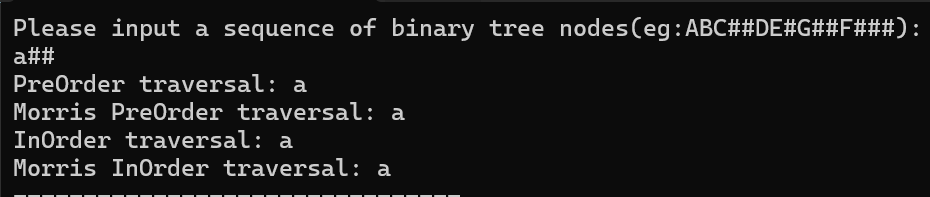 Please input a sequence of binary tree nodes(eg:ABC##DE#G##F###):
a##
PreOrder traversal: a
Morris PreOrder traversal: a
InOrder traversal: a
Morris InOrder traversal: a
--------------------------------